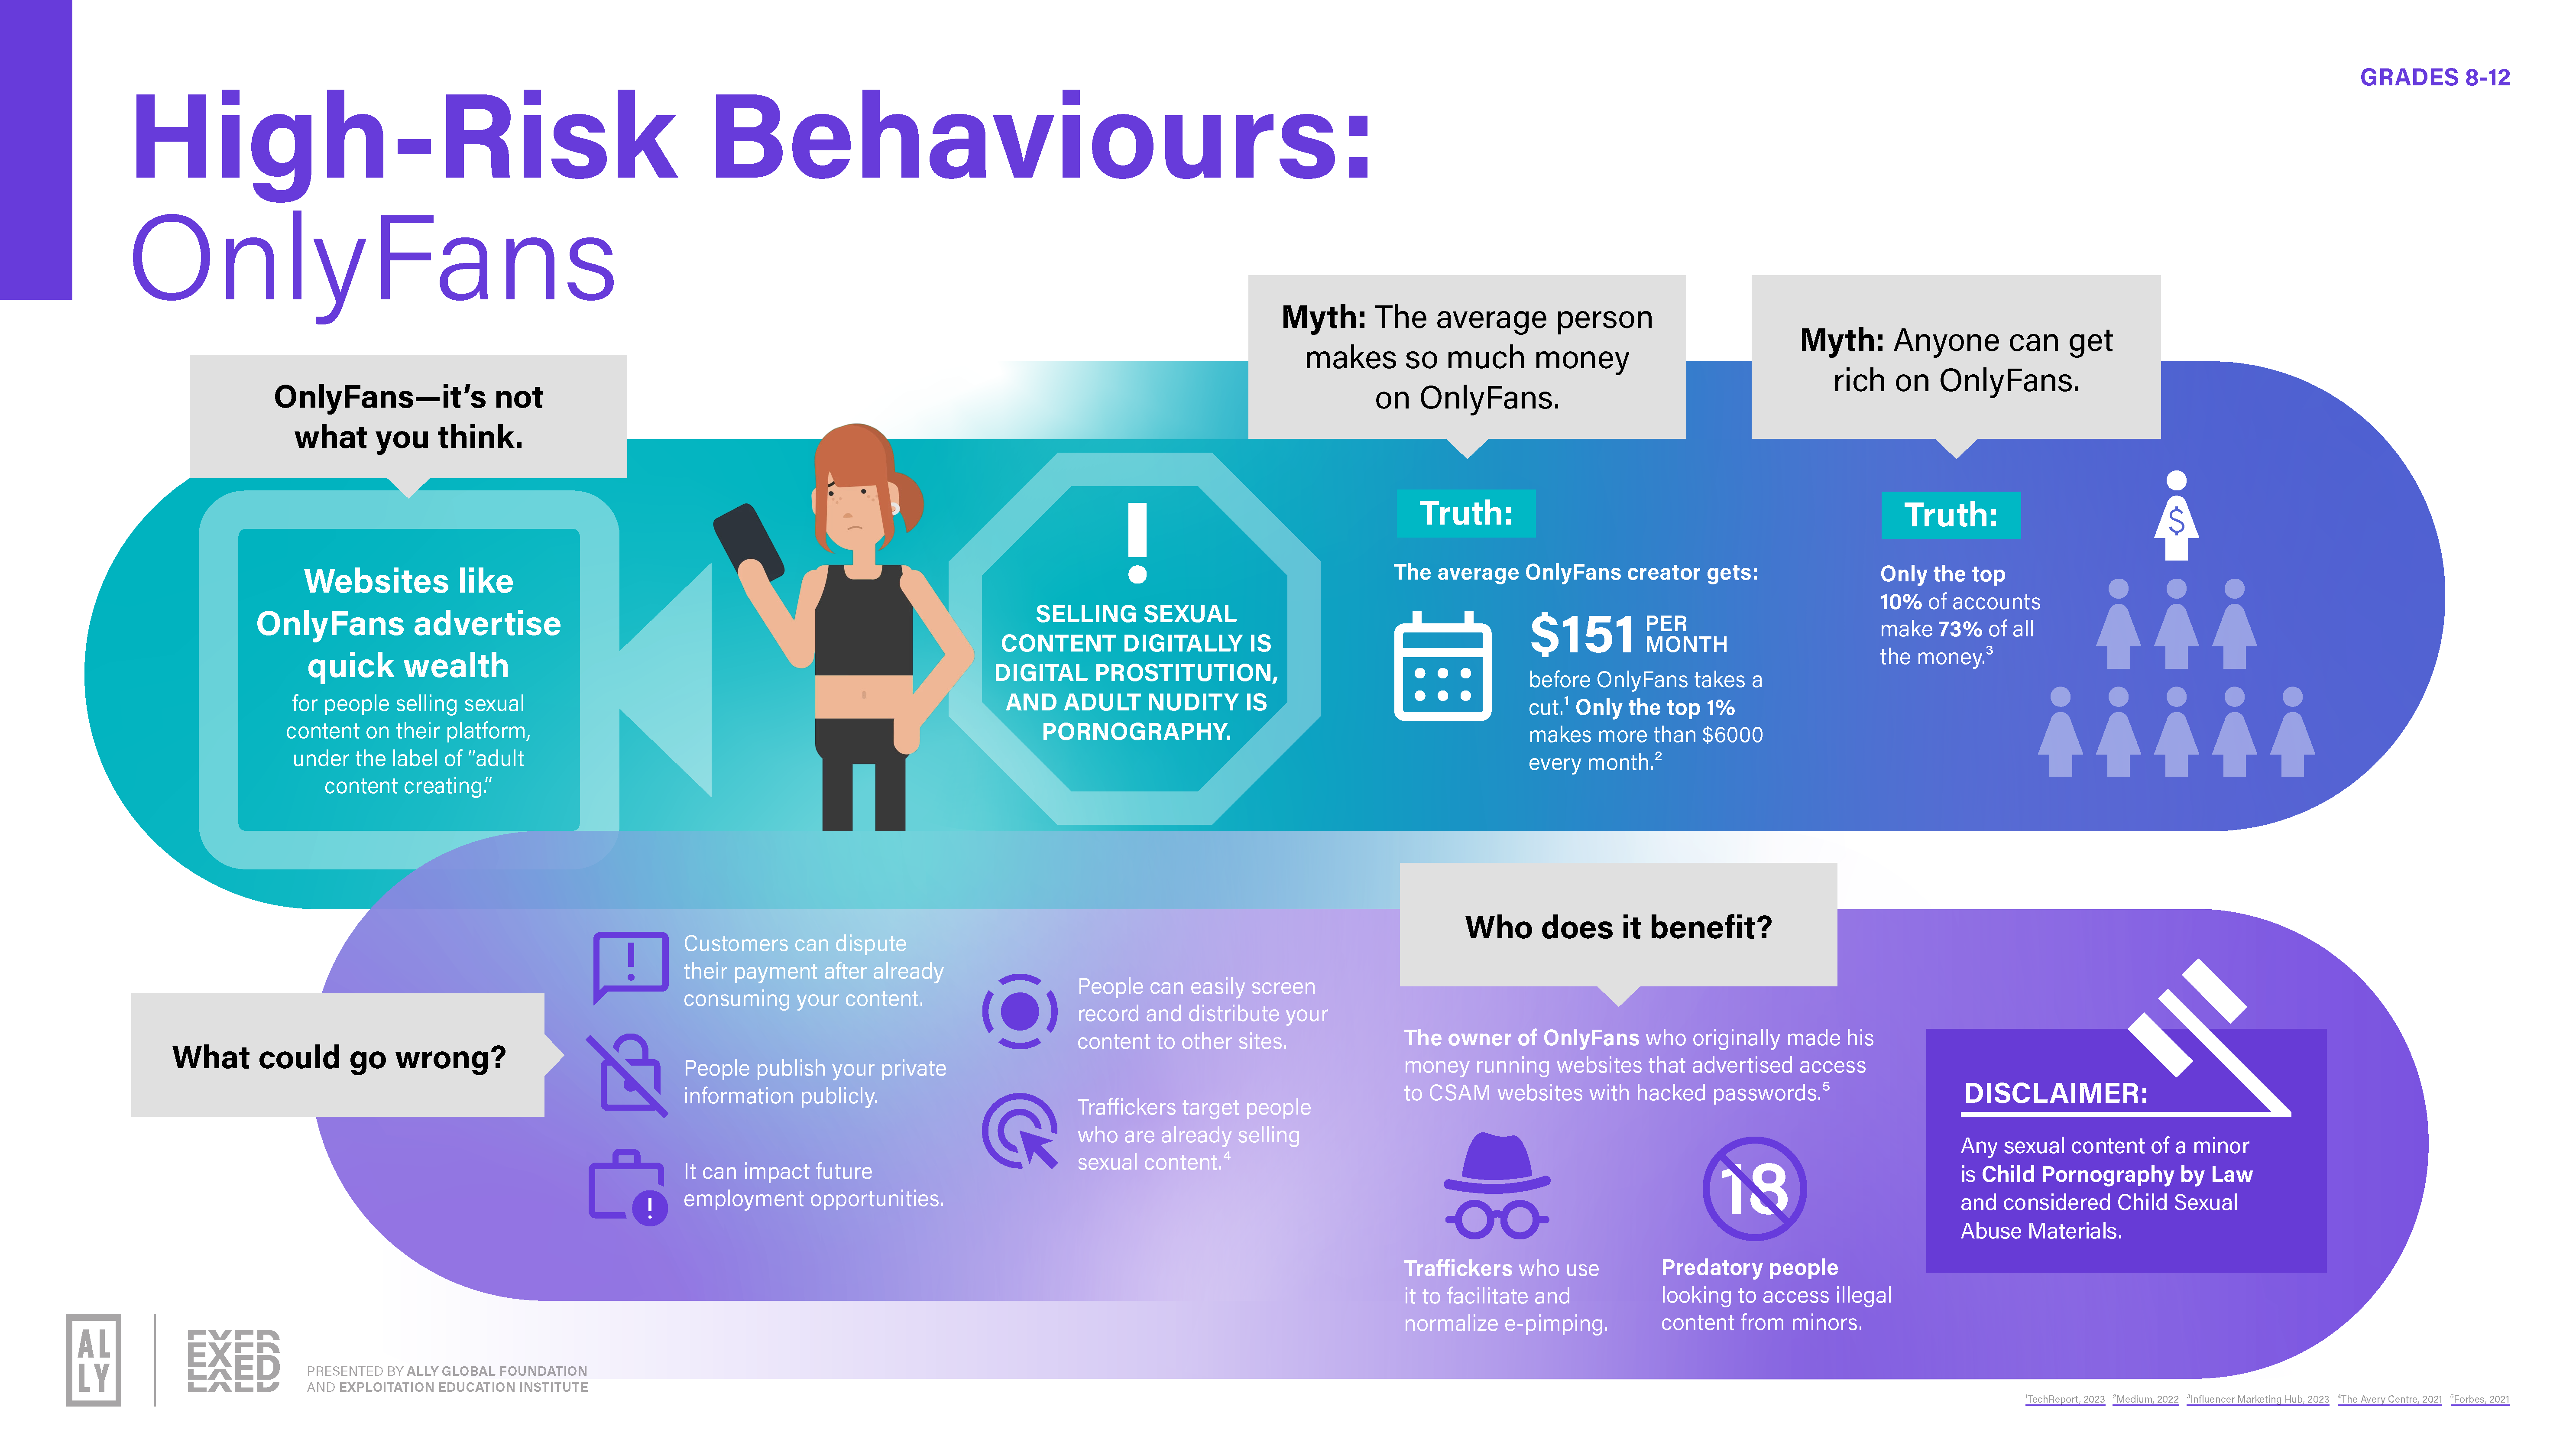 GRADES 8-12
High-Risk Behaviours:
OnlyFans
OnlyFans—it’s not
what you think.
Websites like
OnlyFans advertise
quick wealth
for people selling sexual
content on their platform,
under the label of “adult
content creating.”
!
SELLING SEXUAL
CONTENT DIGITALLY IS
DIGITAL PROSTITUTION,
AND ADULT NUDITY IS
PORNOGRAPHY.
Myth: The average person
makes so much money
on OnlyFans.
Truth:
The average OnlyFans creator gets:
$151 PER
MONTH
before OnlyFans takes a
cut.¹ Only the top 1%
makes more than $6000
every month.²
Myth: Anyone can get
rich on OnlyFans.
Truth:
Only the top
10% of accounts
make 73% of all
the money.³
$
What could go wrong?
!
Customers can dispute
their payment after already
consuming your content.
People publish your private
information publicly.
!
It can impact future
employment opportunities.
People can easily screen
record and distribute your
content to other sites.
Traffickers target people
who are already selling
sexual content.⁴
Who does it benefit?
The owner of OnlyFans who originally made his
money running websites that advertised access
to CSAM websites with hacked passwords.⁵
Traffickers who use
it to facilitate and
normalize e-pimping.
18
Predatory people
looking to access illegal
content from minors.
DISCLAIMER:
Any sexual content of a minor
is Child Pornography by Law
and considered Child Sexual
Abuse Materials.
AL
LY
EXED
PRESENTED BY ALLY GLOBAL FOUNDATION
AND EXPLOITATION EDUCATION INSTITUTE
¹TechReport, 2023 ²Medium, 2022 ³Influencer Marketing Hub, 2023 ⁴The Avery Centre, 2021 ⁵Forbes, 2021